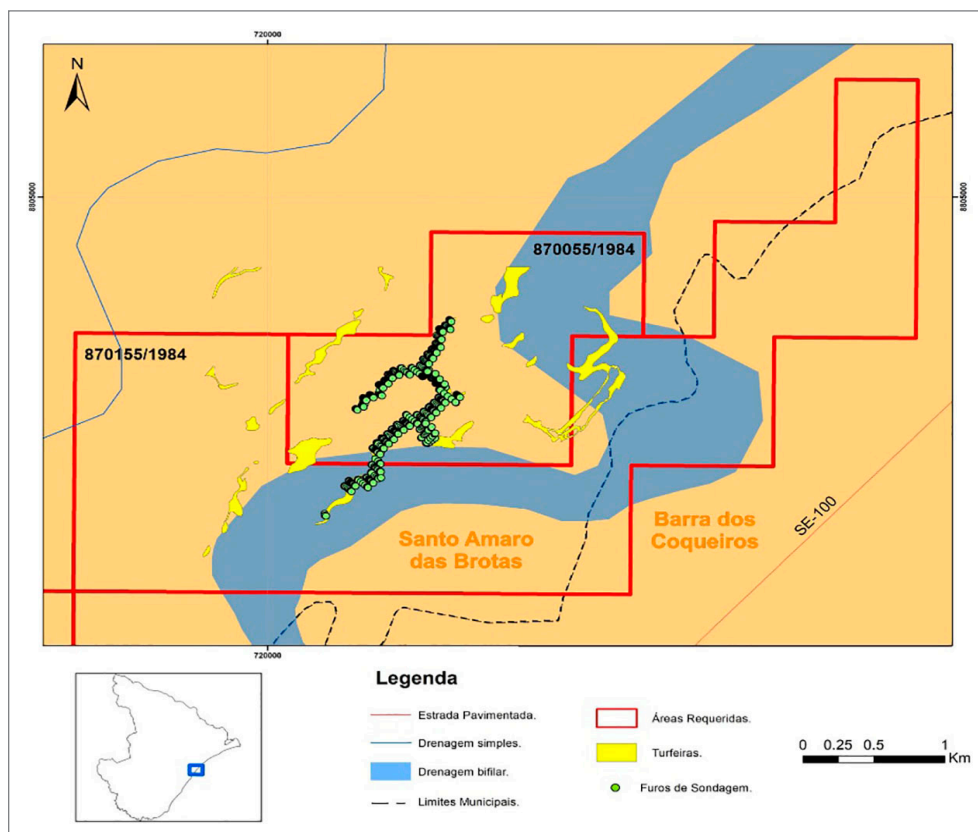 720000
N
8805000
8805000
870055/1984
870155/1984
SE-100
Santo Amaro
das Brotas
Barra dos
Coqueiros
720000
Legenda
Estrada Pavimentada.
Drenagem simples.
Drenagem bifilar.
Limites Municipais.
Áreas Requeridas.
Turfeiras.
Furos de Sondagem.
0 0.25 0.5 1
Km